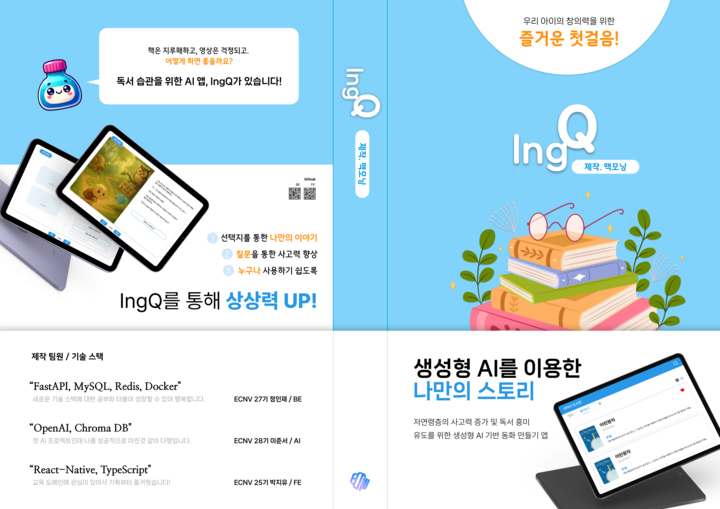 책은 지루해하고, 영상은 걱정되고.
어떻게 하면 좋을까요?
독서 습관을 위한 AI 앱, IngQ가 있습니다!
Github
BE FE
1 선택지를 통한 나만의 이야기
2 질문을 통한 사고력 향상
3 누구나 사용하기 쉽도록
IngQ를 통해 상상력 UP!
제작 팀원 / 기술 스택
“FastAPI, MySQL, Redis, Docker”
새로운 기술 스택에 대한 공부와 더불어 성장할 수 있어 행복합니다.
ECNV 27기 정인재 / BE
“OpenAI, Chroma DB”
첫 AI 프로젝트인데 나름 성공적으로 마친것 같아 다행입니다.
ECNV 28기 이준서 / AI
“React-Native, TypeScript”
교육 도메인에 관심이 있어서 기획부터 즐거웠습니다!
ECNV 25기 박지유 / FE
IngQ
제작. 맥모닝
우리 아이의 창의력을 위한
즐거운 첫걸음!
IngQ
제작. 맥모닝
생성형 AI를 이용한
나만의 스토리
저연령층의 사고력 증가 및 독서 흥미
유도를 위한 생성형 AI 기반 동화 만들기 앱
어린왕자
어린왕자